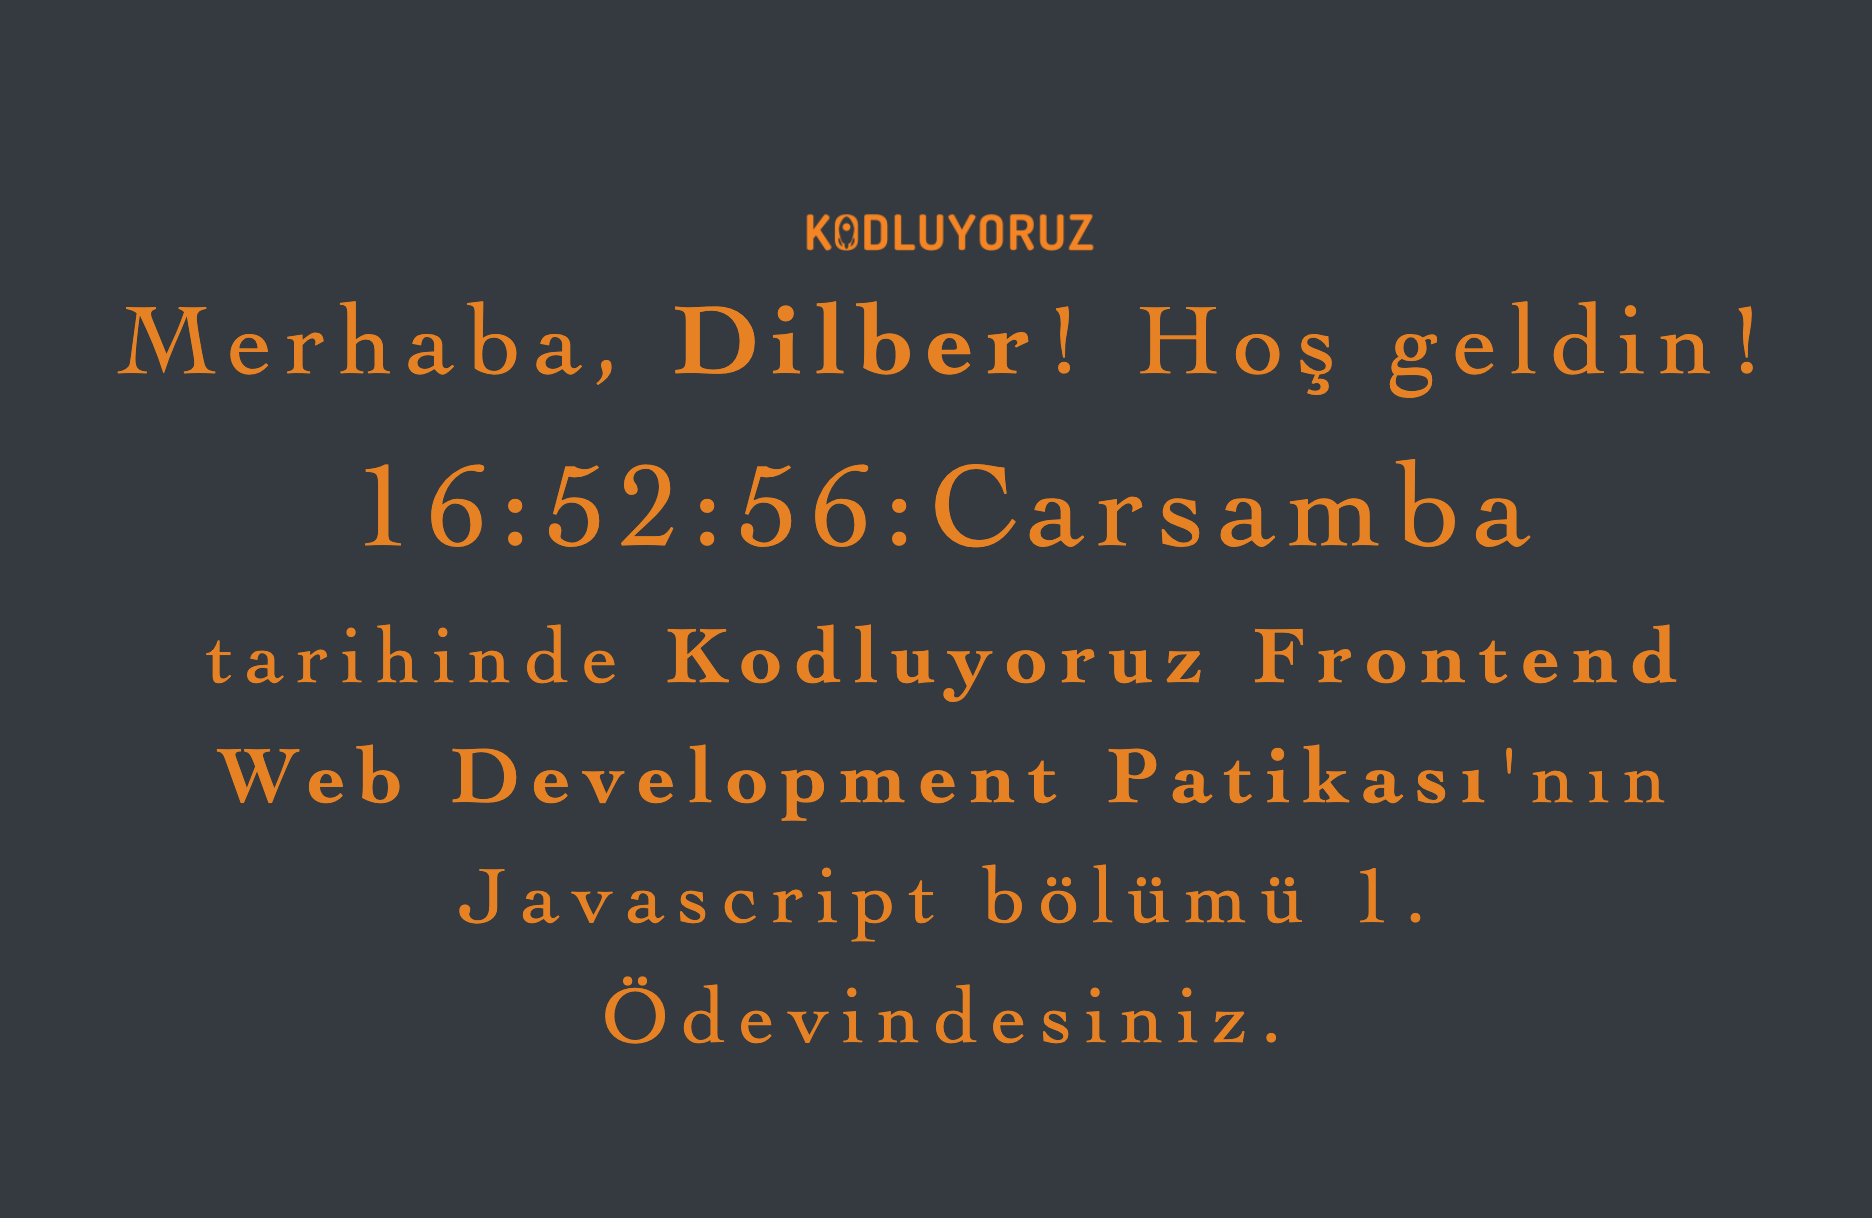 KODLUYORUZ
Merhaba, Dilber! Hoş geldin!
16:52:56:Carsamba
tarihinde Kodluyoruz Frontend
Web Development Patikası'nın
Javascript bölümü 1.
Ödevindesiniz.